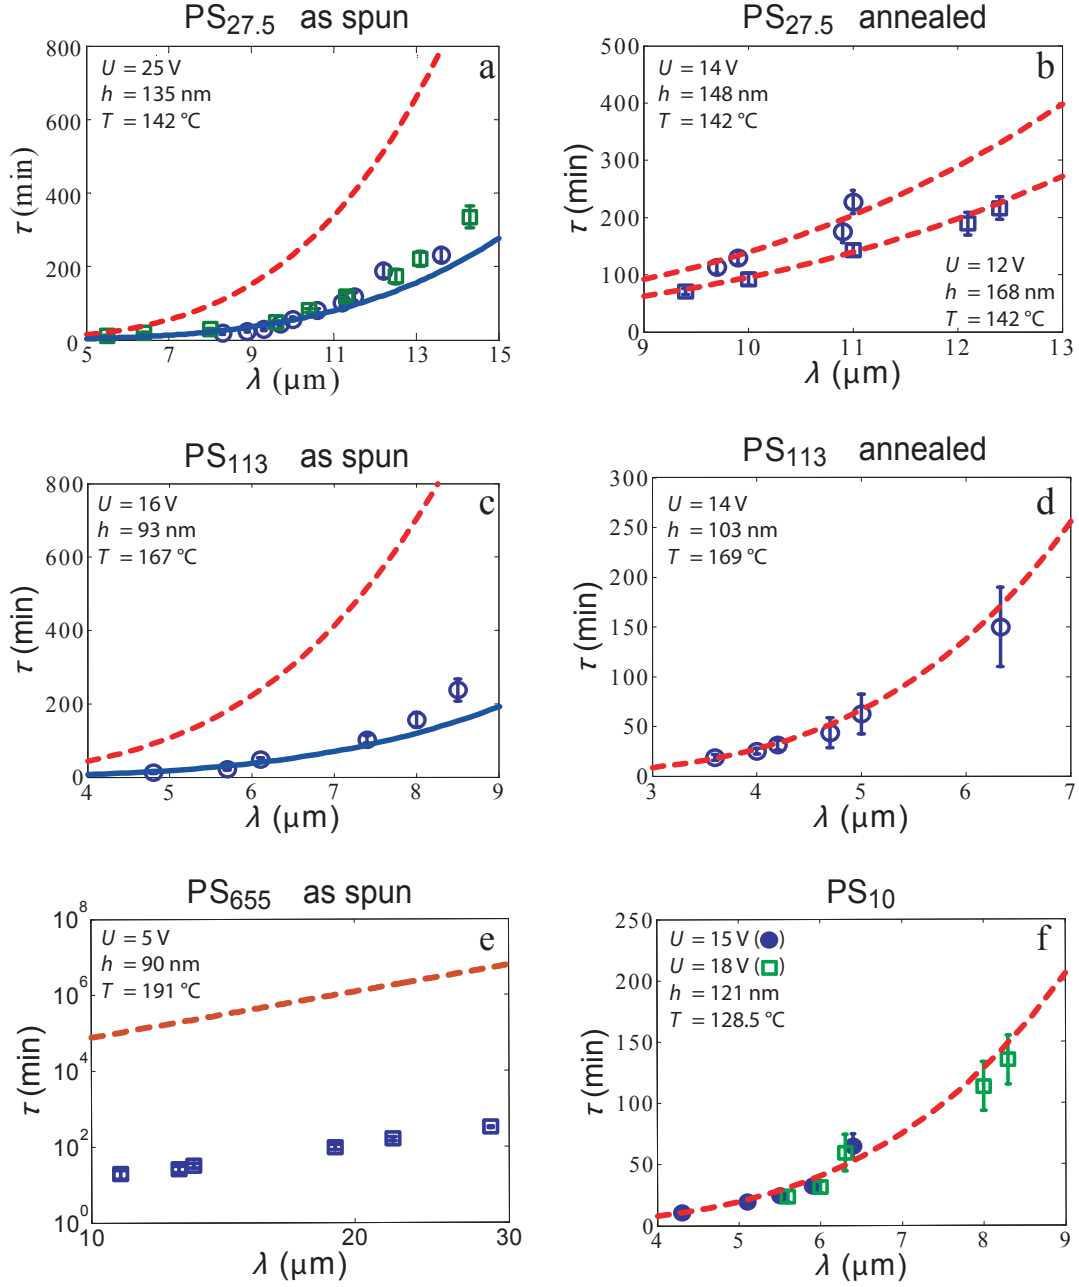 PS27.5 as spun
800
600
400
200
0
τ (min)
U = 25 V
h = 135 nm
T = 142 °C
a
5 7 9 11 13 15
λ (μm)
PS27.5 annealed
500
400
300
200
100
0
τ (min)
U = 14 V
h = 148 nm
T = 142 °C
b
U = 12 V
h = 168 nm
T = 142 °C
9 10 11 12 13
λ (μm)
PS113 as spun
800
600
400
200
0
τ (min)
U = 16 V
h = 93 nm
T = 167 °C
c
4 5 6 7 8 9
λ (μm)
PS113 annealed
300
250
200
150
100
50
0
τ (min)
U = 14 V
h = 103 nm
T = 169 °C
d
3 4 5 6 7
λ (μm)
PS655 as spun
10^8
10^6
10^4
10^2
10^0
τ (min)
U = 5 V
h = 90 nm
T = 191 °C
e
10 20 30
λ (μm)
PS10
250
200
150
100
50
0
τ (min)
U = 15 V ( )
U = 18 V ( )
h = 121 nm
T = 128.5 °C
f
4 5 6 7 8 9
λ (μm)